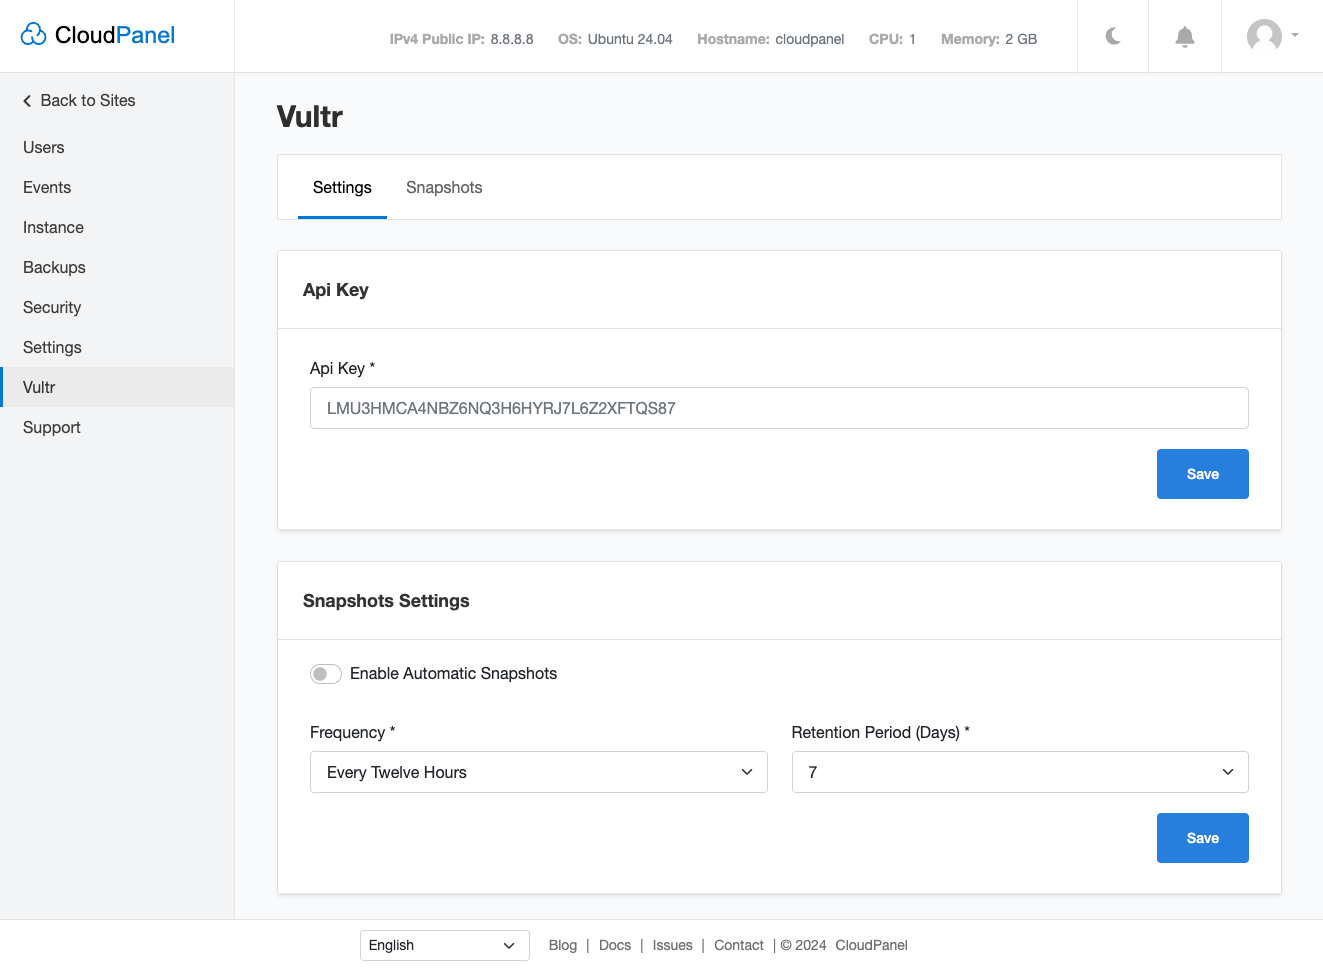 CloudPanel
IPv4 Public IP: 8.8.8.8 OS: Ubuntu 24.04 Hostname: cloudpanel CPU: 1 Memory: 2 GB
Back to Sites
Users
Events
Instance
Backups
Security
Settings
Vultr
Support
Vultr
Settings Snapshots
Api Key
Api Key *
LMU3HMCA4NBZ6NQ3H6HYRJ7L6Z2XFTQS87
Save
Snapshots Settings
Enable Automatic Snapshots
Frequency * Retention Period (Days) *
Every Twelve Hours 7
Save
English Blog | Docs | Issues | Contact | © 2024 CloudPanel